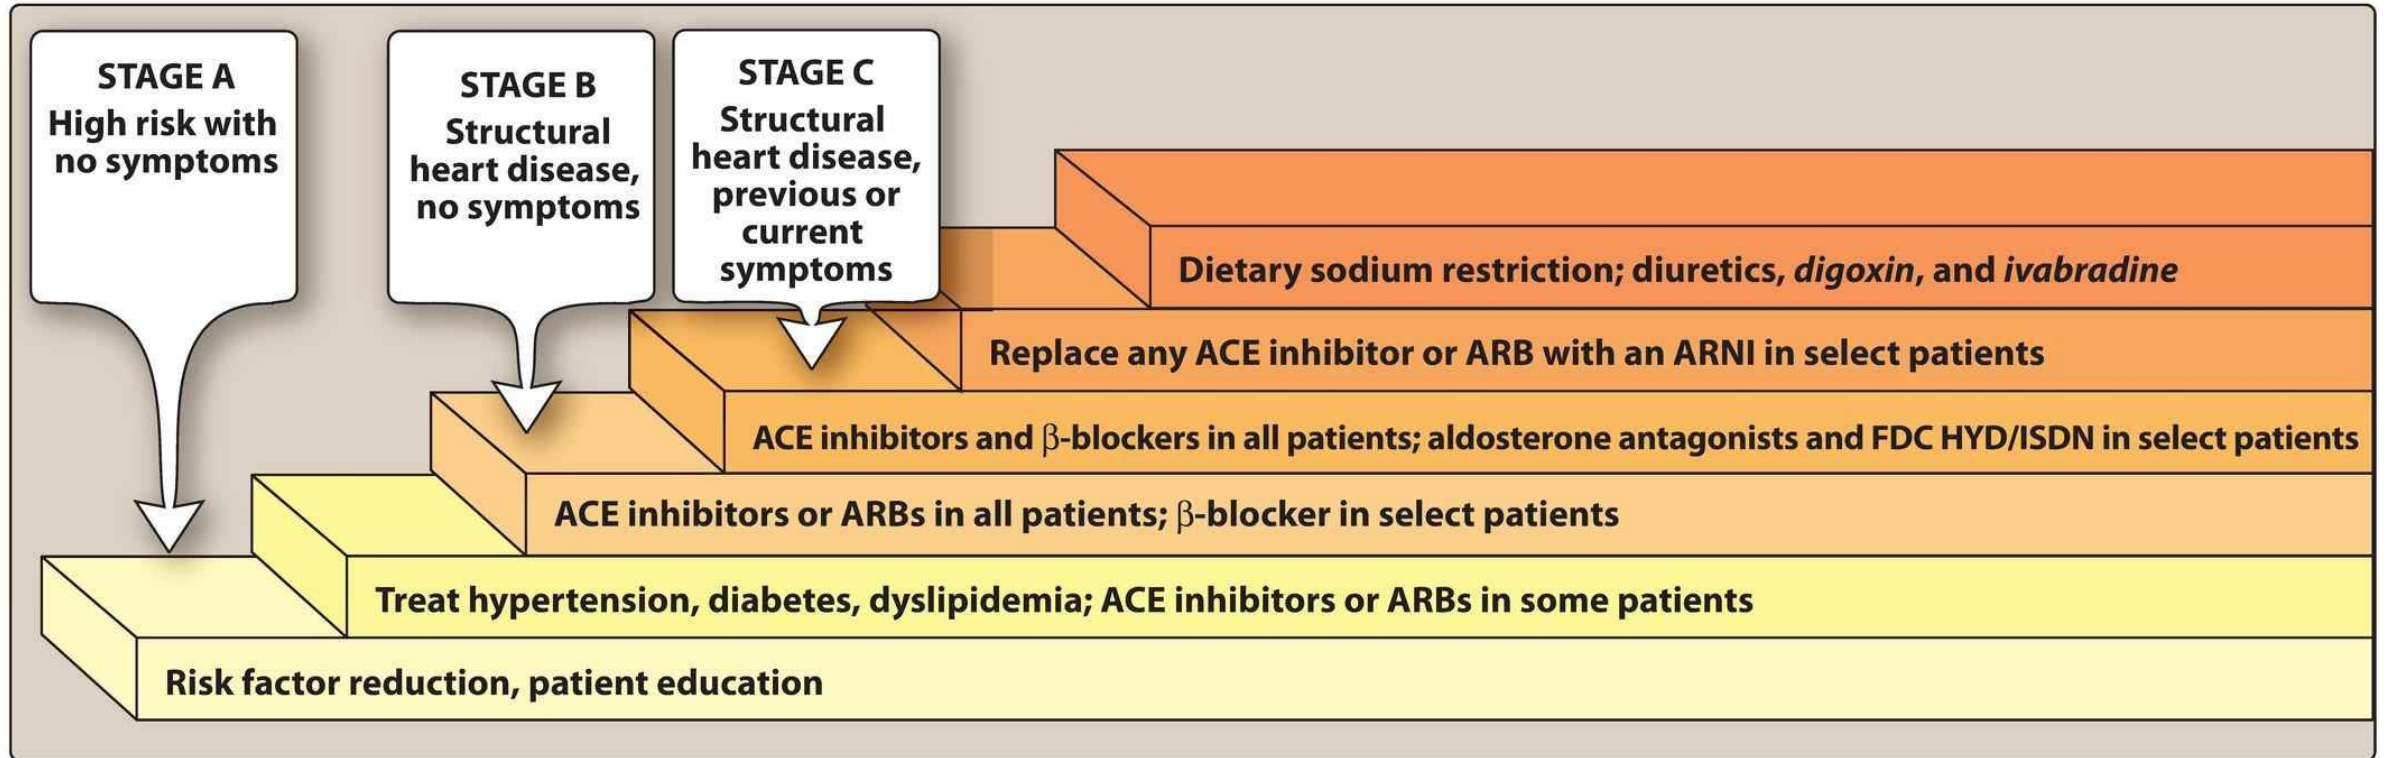 STAGE A
High risk with
no symptoms
STAGE B
Structural
heart disease,
no symptoms
STAGE C
Structural
heart disease,
previous or
current
symptoms
Dietary sodium restriction; diuretics, digoxin, and ivabradine
Replace any ACE inhibitor or ARB with an ARNI in select patients
ACE inhibitors and β-blockers in all patients; aldosterone antagonists and FDC HYD/ISDN in select patients
ACE inhibitors or ARBs in all patients; β-blocker in select patients
Treat hypertension, diabetes, dyslipidemia; ACE inhibitors or ARBs in some patients
Risk factor reduction, patient education